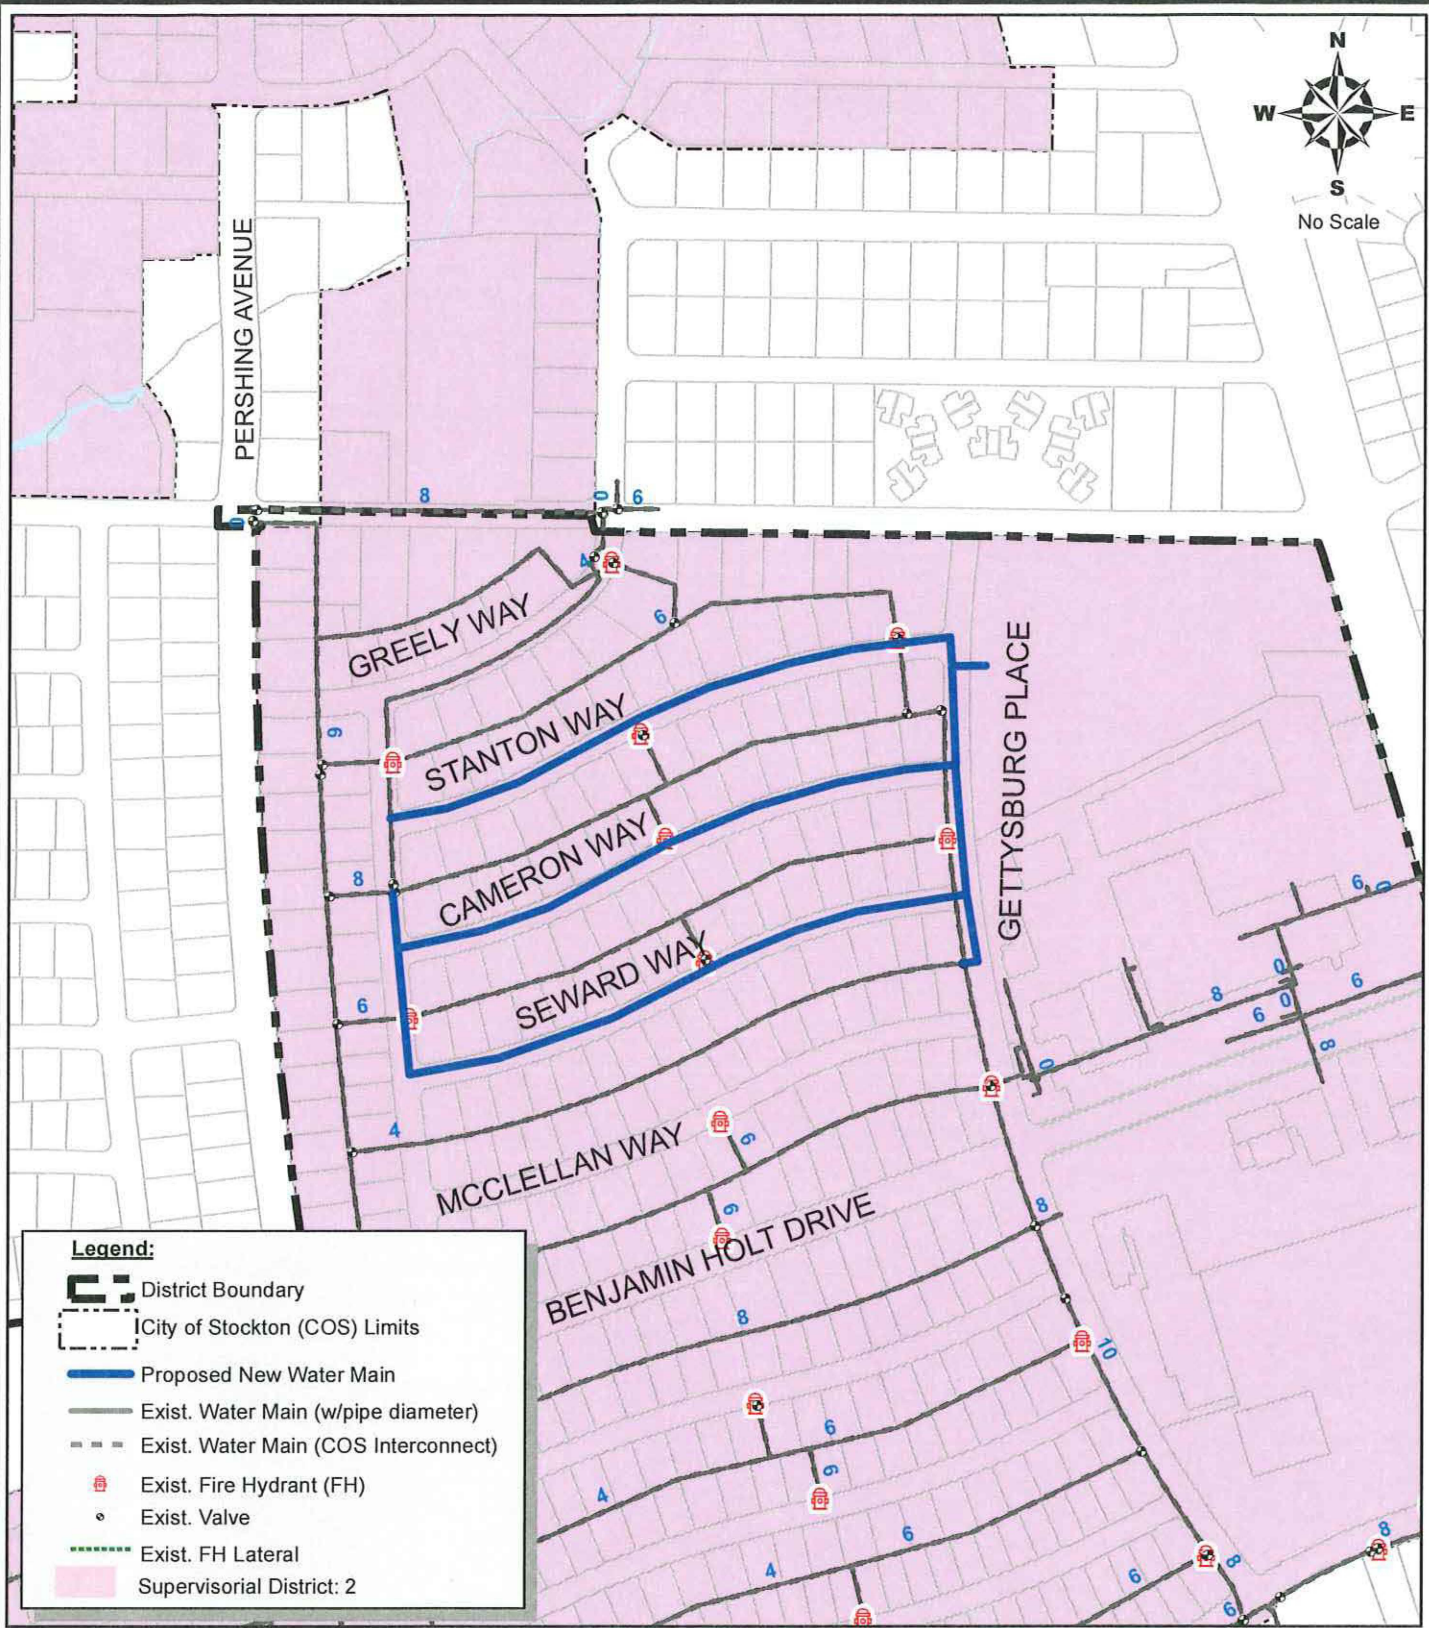 N
W E
S
No Scale
PERSHING AVENUE
8
0
6
0
4
6
GREELY WAY
STANTON WAY
6
GETTYSBURG PLACE
CAMERON WAY
8
SEWARD WAY
6
6
0
0
8
0
6
6
8
0
4
MCCLELLAN WAY
6
6
8
BENJAMIN HOLT DRIVE
8
10
6
6
4
6
4
6
8
8
6
Legend:
District Boundary
City of Stockton (COS) Limits
Proposed New Water Main
Exist. Water Main (w/pipe diameter)
Exist. Water Main (COS Interconnect)
Exist. Fire Hydrant (FH)
Exist. Valve
Exist. FH Lateral
Supervisorial District: 2